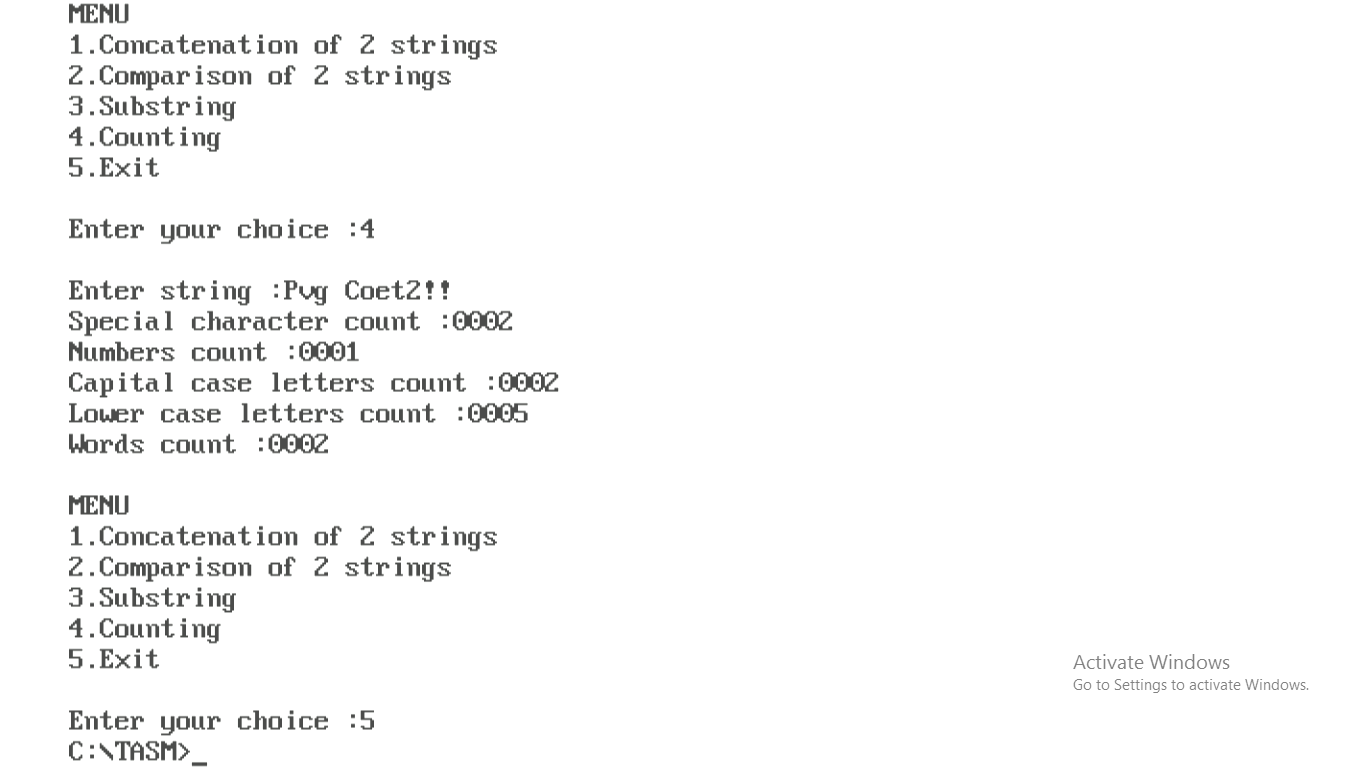 MENU
1.Concatenation of 2 strings
2.Comparison of 2 strings
3.Substring
4.Counting
5.Exit
Enter your choice :4
Enter string :Pvg Coet2!!
Special character count :0002
Numbers count :0001
Capital case letters count :0002
Lower case letters count :0005
Words count :0002
MENU
1.Concatenation of 2 strings
2.Comparison of 2 strings
3.Substring
4.Counting
5.Exit
Enter your choice :5
C:\TASM>_
Activate Windows
Go to Settings to activate Windows.